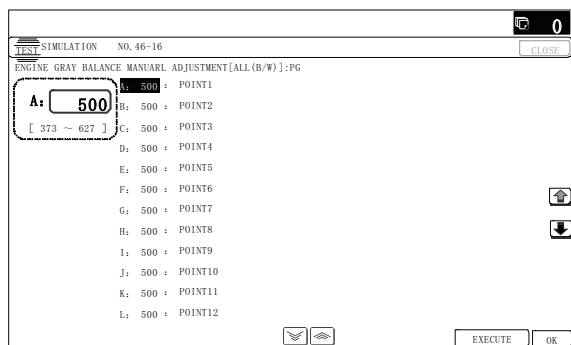 0
TEST SIMULATION NO.46-16
CLOSE
ENGINE GRAY BALANCE MANUARL ADJUSTMENT[ALL(B/W)]:PG
A: 500
[ 373 ～ 627 ]
A: 500 : POINT1
B: 500 : POINT2
C: 500 : POINT3
D: 500 : POINT4
E: 500 : POINT5
F: 500 : POINT6
G: 500 : POINT7
H: 500 : POINT8
I: 500 : POINT9
J: 500 : POINT10
K: 500 : POINT11
L: 500 : POINT12
EXECUTE OK